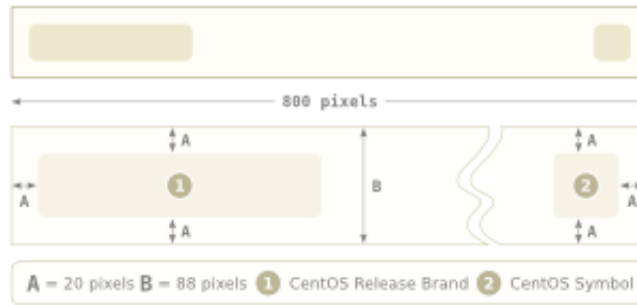 800 pixels
A A
1 B 2
A A
A A
A = 20 pixels B = 88 pixels 1 CentOS Release Brand 2 CentOS Symbol